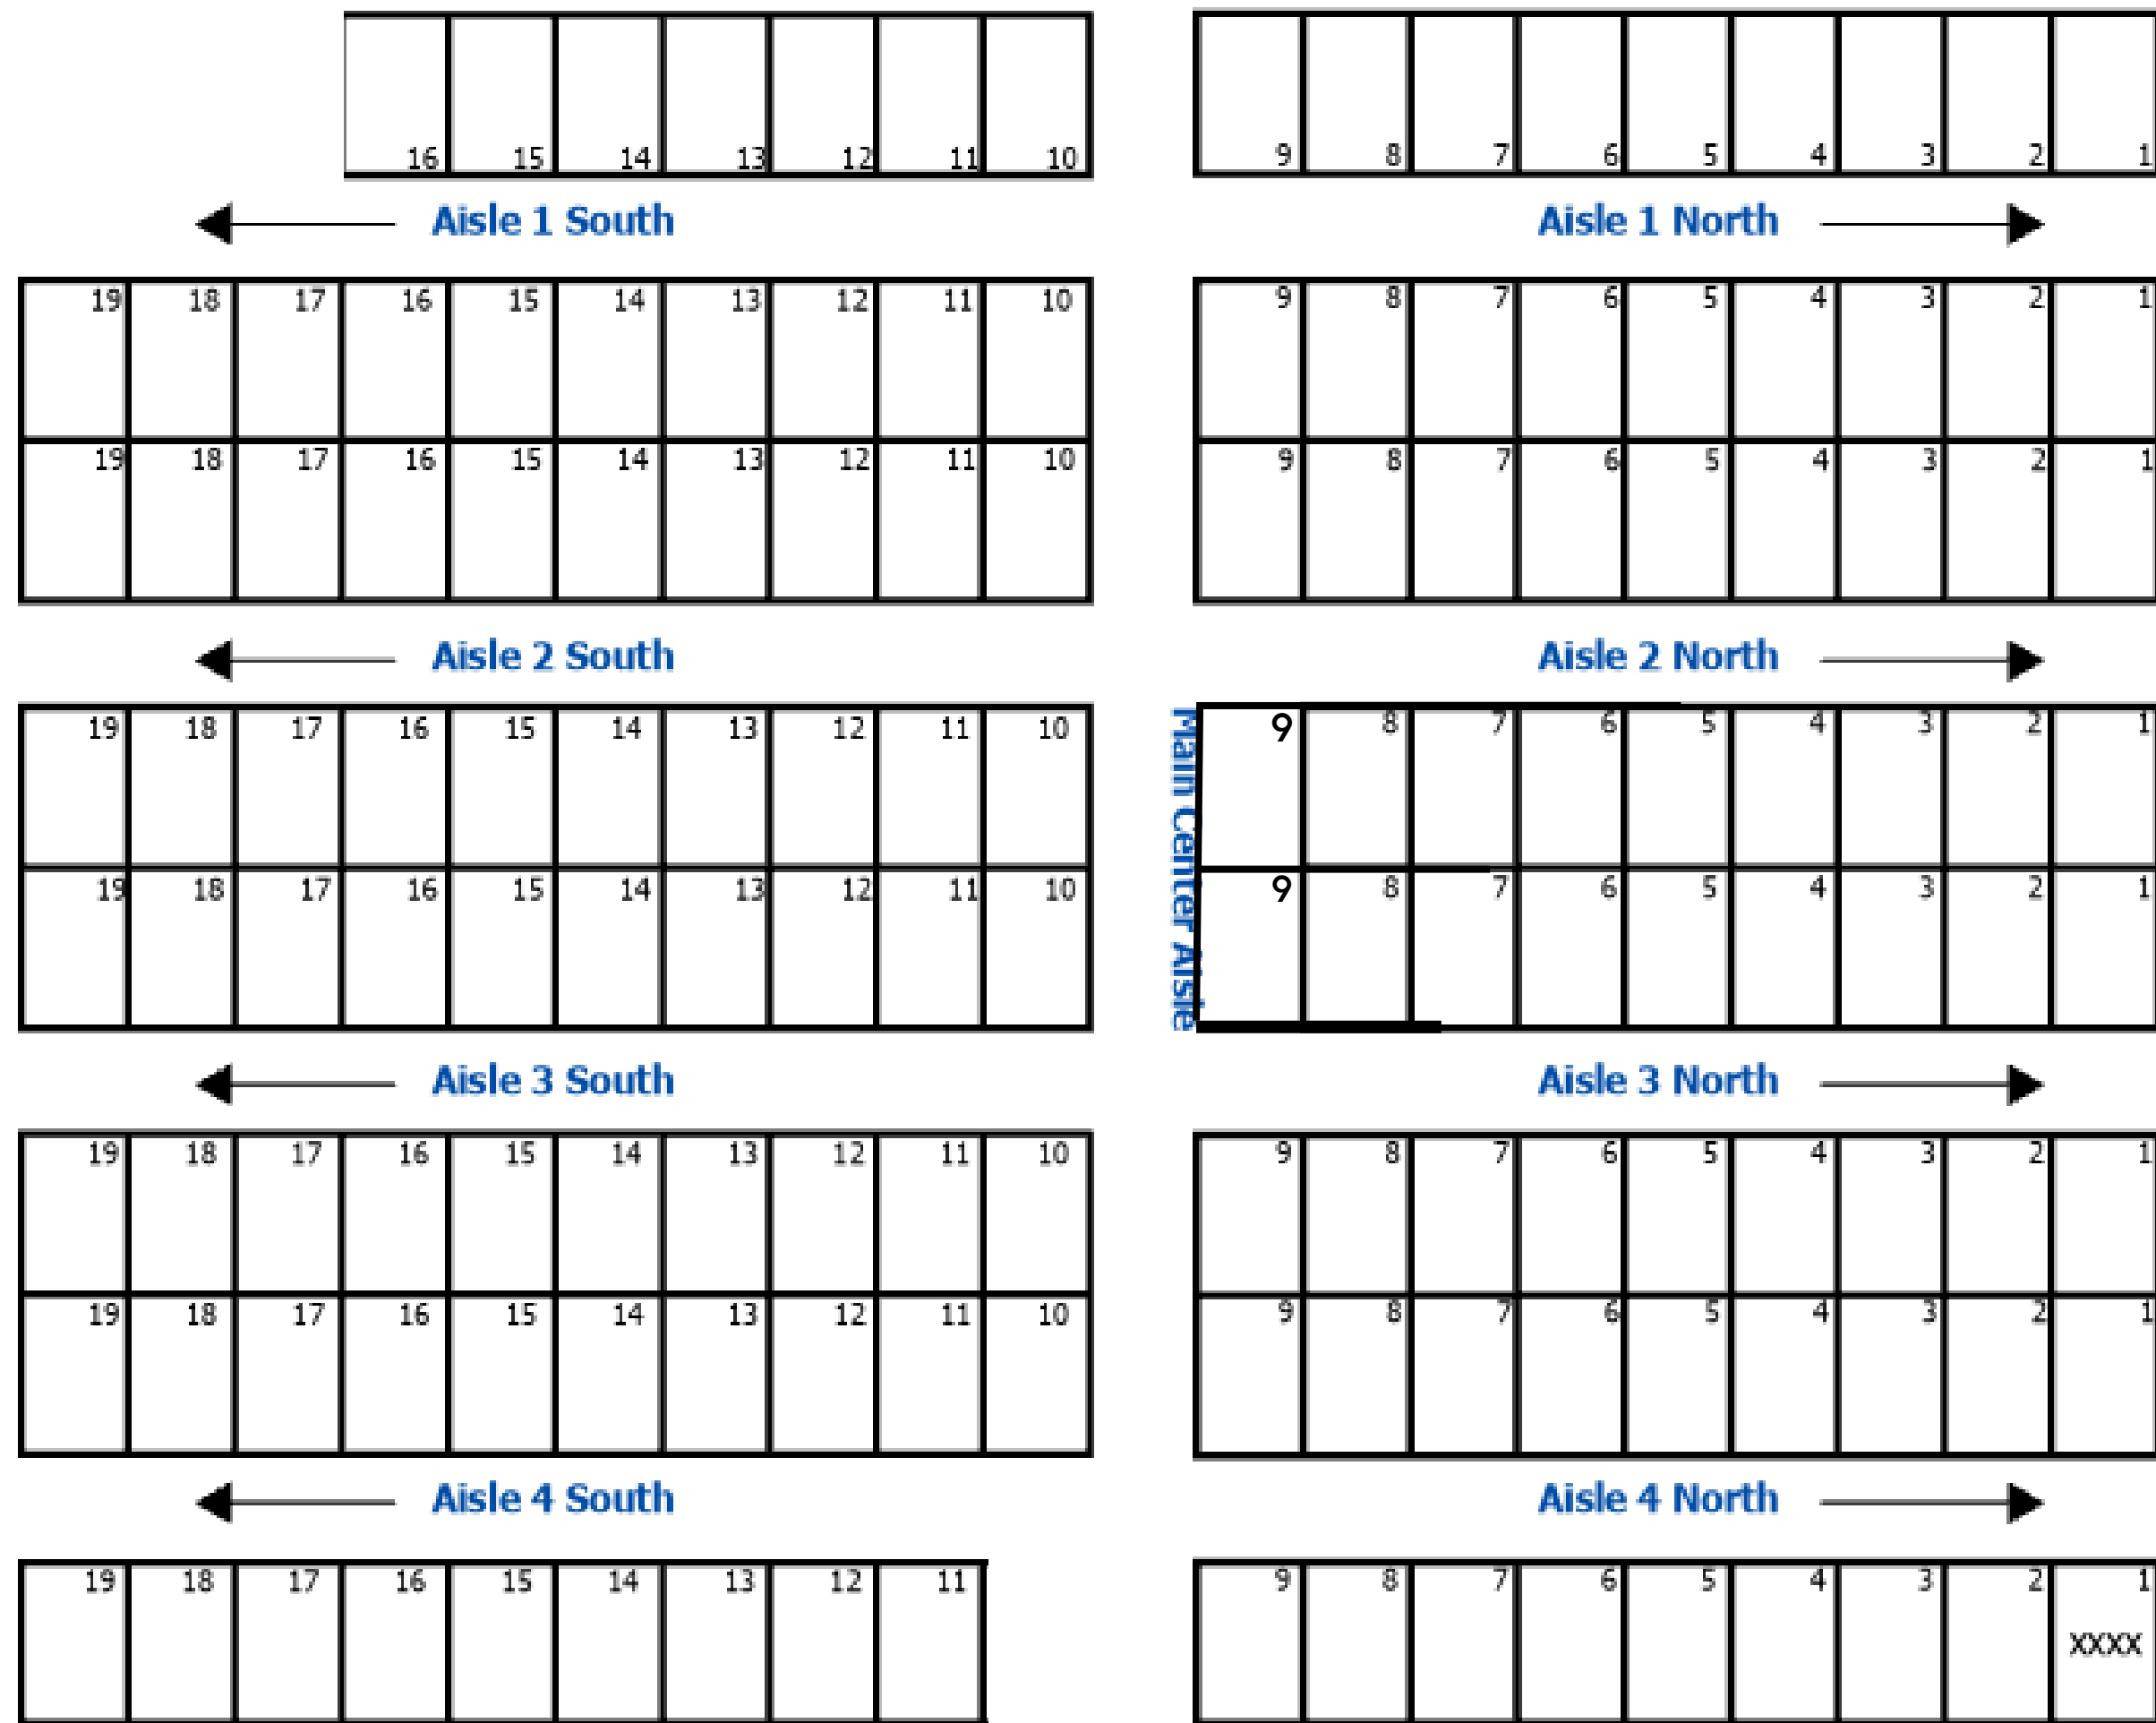 16 15 14 13 12 11 10 9 8 7 6 5 4 3 2 1
Aisle 1 South Aisle 1 North
19 18 17 16 15 14 13 12 11 10 9 8 7 6 5 4 3 2 1
19 18 17 16 15 14 13 12 11 10 9 8 7 6 5 4 3 2 1
Aisle 2 South Aisle 2 North
19 18 17 16 15 14 13 12 11 10 9 8 7 6 5 4 3 2 1
Main Center Aisle
19 18 17 16 15 14 13 12 11 10 9 8 7 6 5 4 3 2 1
Aisle 3 South Aisle 3 North
19 18 17 16 15 14 13 12 11 10 9 8 7 6 5 4 3 2 1
19 18 17 16 15 14 13 12 11 10 9 8 7 6 5 4 3 2 1
Aisle 4 South Aisle 4 North
19 18 17 16 15 14 13 12 11 9 8 7 6 5 4 3 2 1
XXXX